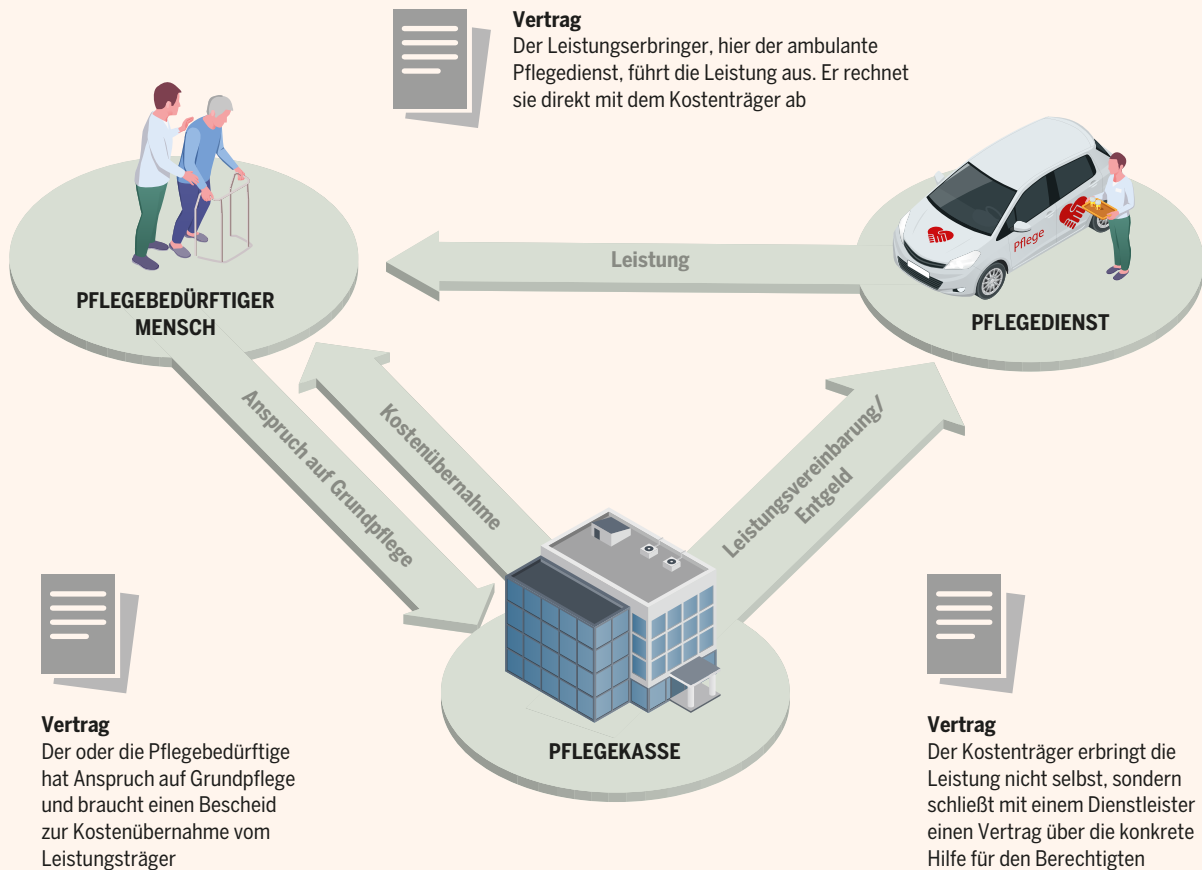 Vertrag
Der Leistungserbringer, hier der ambulante
Pflegedienst, führt die Leistung aus. Er rechnet
sie direkt mit dem Kostenträger ab
Pflege
Leistung
PFLEGEBEDÜRFTIGER
MENSCH
PFLEGEDIENST
Anspruch auf Grundpflege
Kostenübernahme
Leistungsvereinbarung/
Entgeld
PFLEGEKASSE
Vertrag
Der oder die Pflegebedürftige
hat Anspruch auf Grundpflege
und braucht einen Bescheid
zur Kostenübernahme vom
Leistungsträger
Vertrag
Der Kostenträger erbringt die
Leistung nicht selbst, sondern
schließt mit einem Dienstleister
einen Vertrag über die konkrete
Hilfe für den Berechtigten